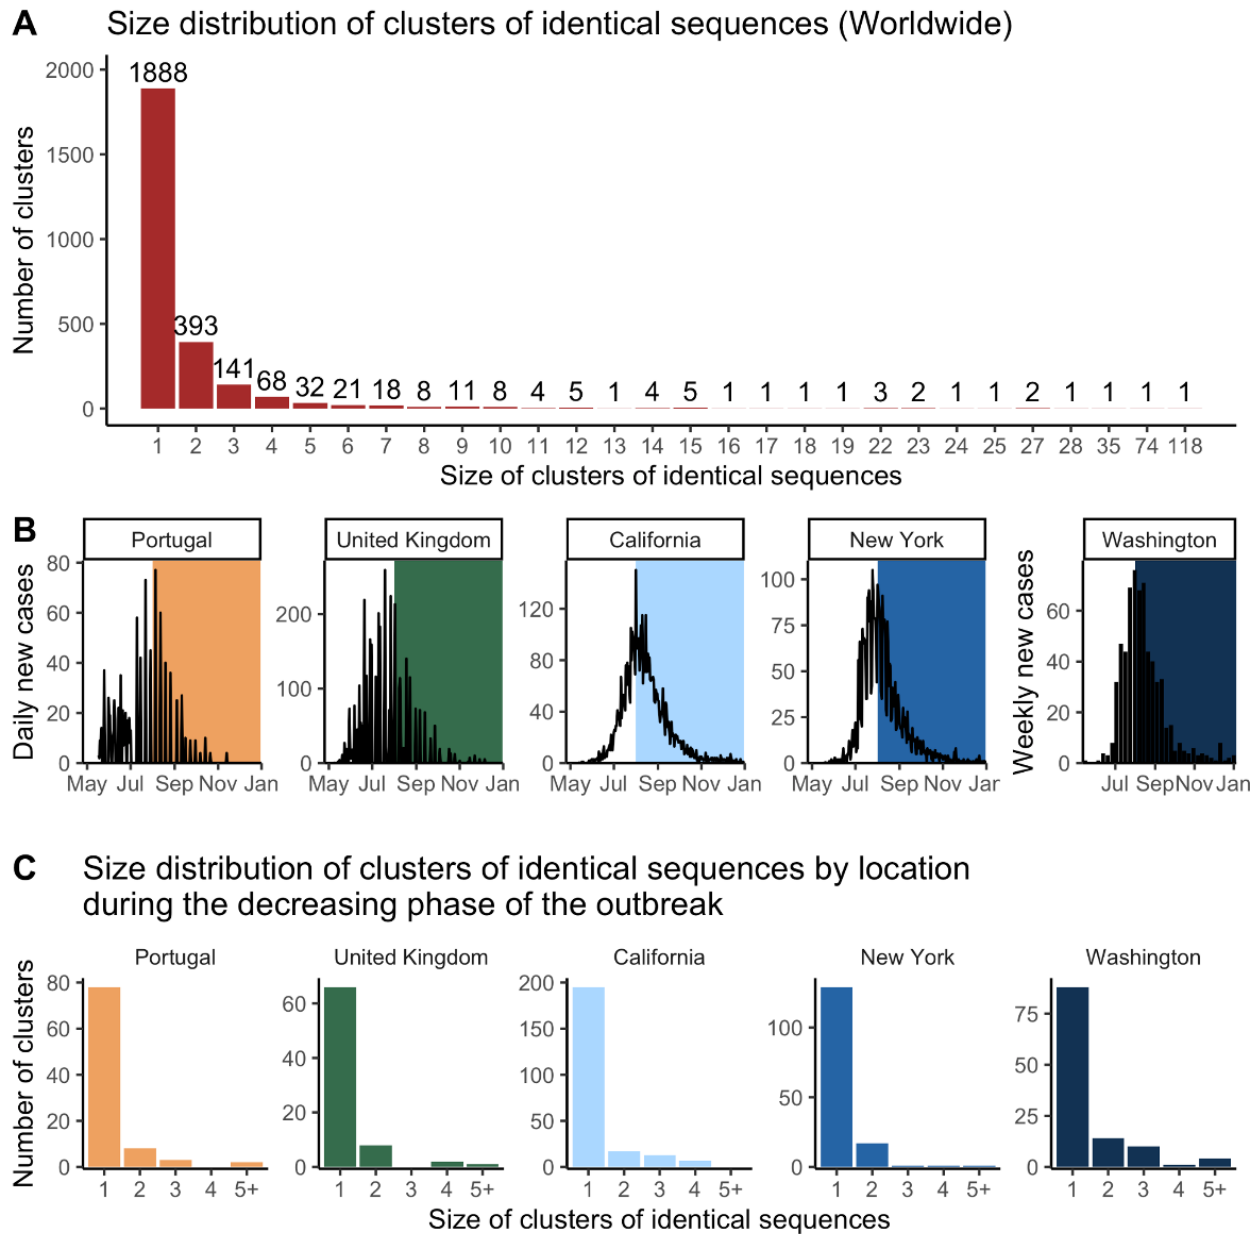 A Size distribution of clusters of identical sequences (Worldwide)
Number of clusters
2000
1500
1000
500
0
1888 393 141 68 32 21 18 8 11 8 4 5 1 4 5 1 1 1 1 3 2 1 1 2 1 1 1 1
1 2 3 4 5 6 7 8 9 10 11 12 13 14 15 16 17 18 19 22 23 24 25 27 28 35 74 118
Size of clusters of identical sequences
B
Portugal United Kingdom California New York Washington
Daily new cases
80
60
40
20
0
May Jul Sep Nov Jan
200
100
0
May Jul Sep Nov Jan
120
80
40
0
May Jul Sep Nov Jan
100
75
50
25
0
May Jul Sep Nov Jan
Weekly new cases
60
40
20
0
Jul Sep Nov Jan
C Size distribution of clusters of identical sequences by location
during the decreasing phase of the outbreak
Portugal United Kingdom California New York Washington
Number of clusters
80
60
40
20
0
1 2 3 4 5+
60
40
20
0
1 2 3 4 5+
200
150
100
50
0
1 2 3 4 5+
100
50
0
1 2 3 4 5+
75
50
25
0
1 2 3 4 5+
Size of clusters of identical sequences